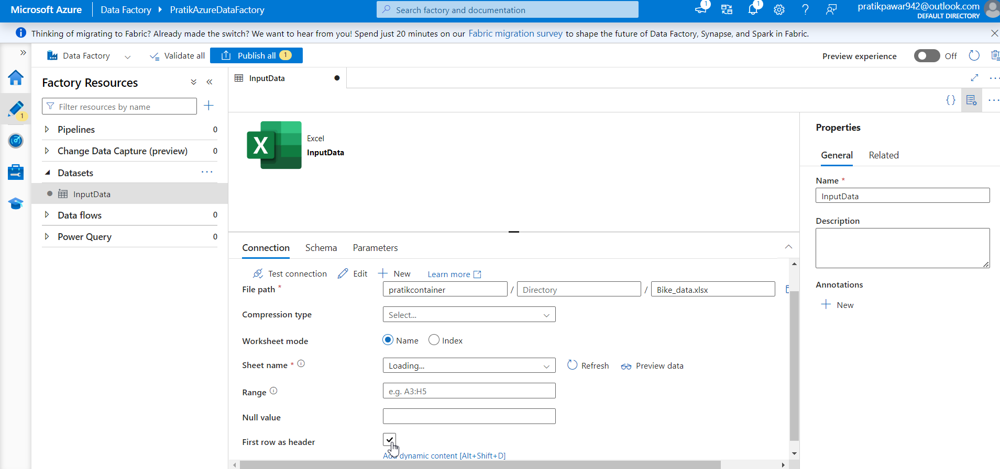 Microsoft Azure Data Factory PratikAzureDataFactory Search factory and documentation 1 1 pratikpawar942@outlook.com
DEFAULT DIRECTORY
Thinking of migrating to Fabric? Already made the switch? We want to hear from you! Spend just 20 minutes on our Fabric migration survey to shape the future of Data Factory, Synapse, and Spark in Fabric.
Data Factory Validate all Publish all 1 Preview experience Off
Factory Resources
Filter resources by name
1
Pipelines 0
Change Data Capture (preview) 0
Datasets
InputData
Data flows 0
Power Query 0
InputData
{}
X
Excel
InputData
Connection Schema Parameters
Test connection Edit New Learn more
File path * pratikcontainer / Directory / Bike_data.xlsx
Compression type Select...
Worksheet mode Name Index
Sheet name * Loading... Refresh Preview data
Range e.g. A3:H5
Null value
First row as header
Add dynamic content [Alt+Shift+D]
Properties
General Related
Name *
InputData
Description
Annotations
New